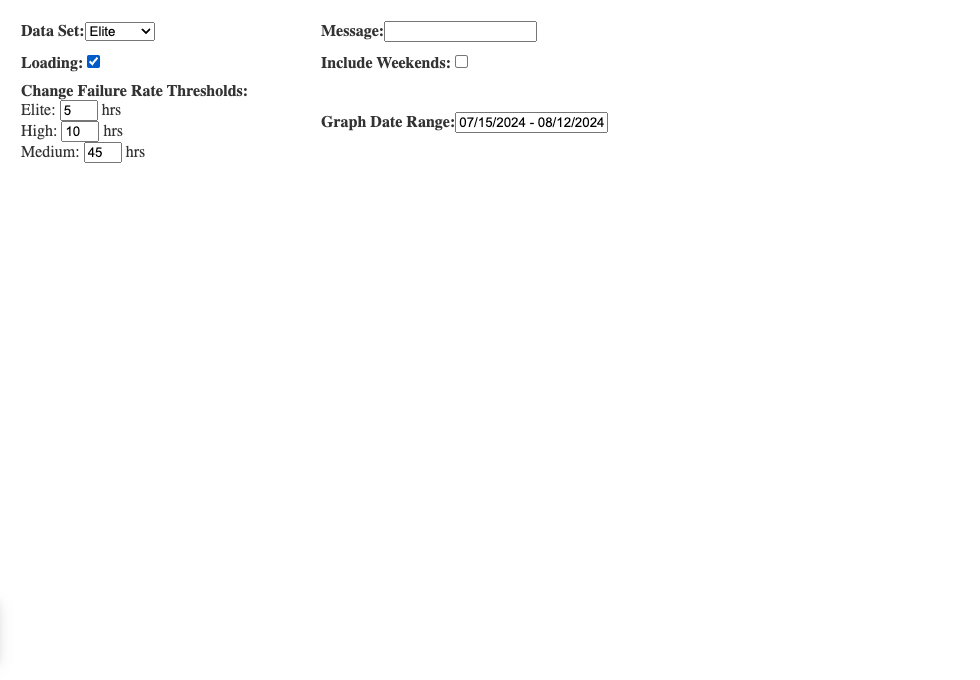 Data Set: Elite
Message:
Loading:
Include Weekends:
Change Failure Rate Thresholds:
Elite: 5 hrs
High: 10 hrs
Medium: 45 hrs
Graph Date Range: 07/15/2024 - 08/12/2024